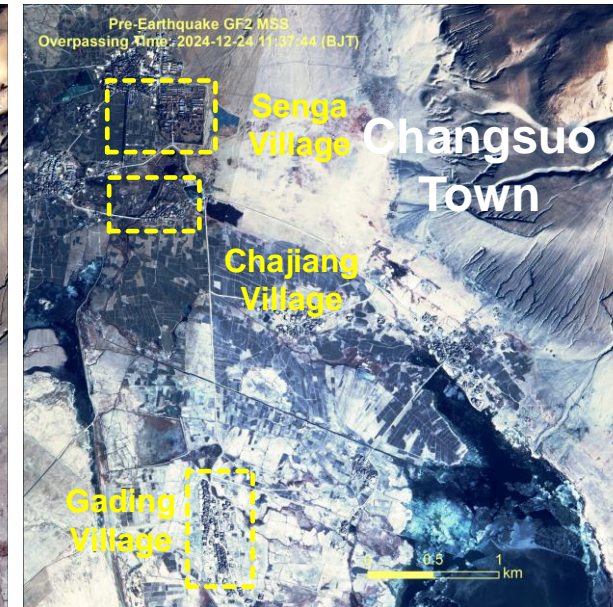 Pre-Earthquake GF2 MSS
Overpassing Time: 2024-12-24 11:37:44 (BJT)
Senga
Village
Changsuo
Town
Chajiang
Village
Gading
Village
0.5
1
km